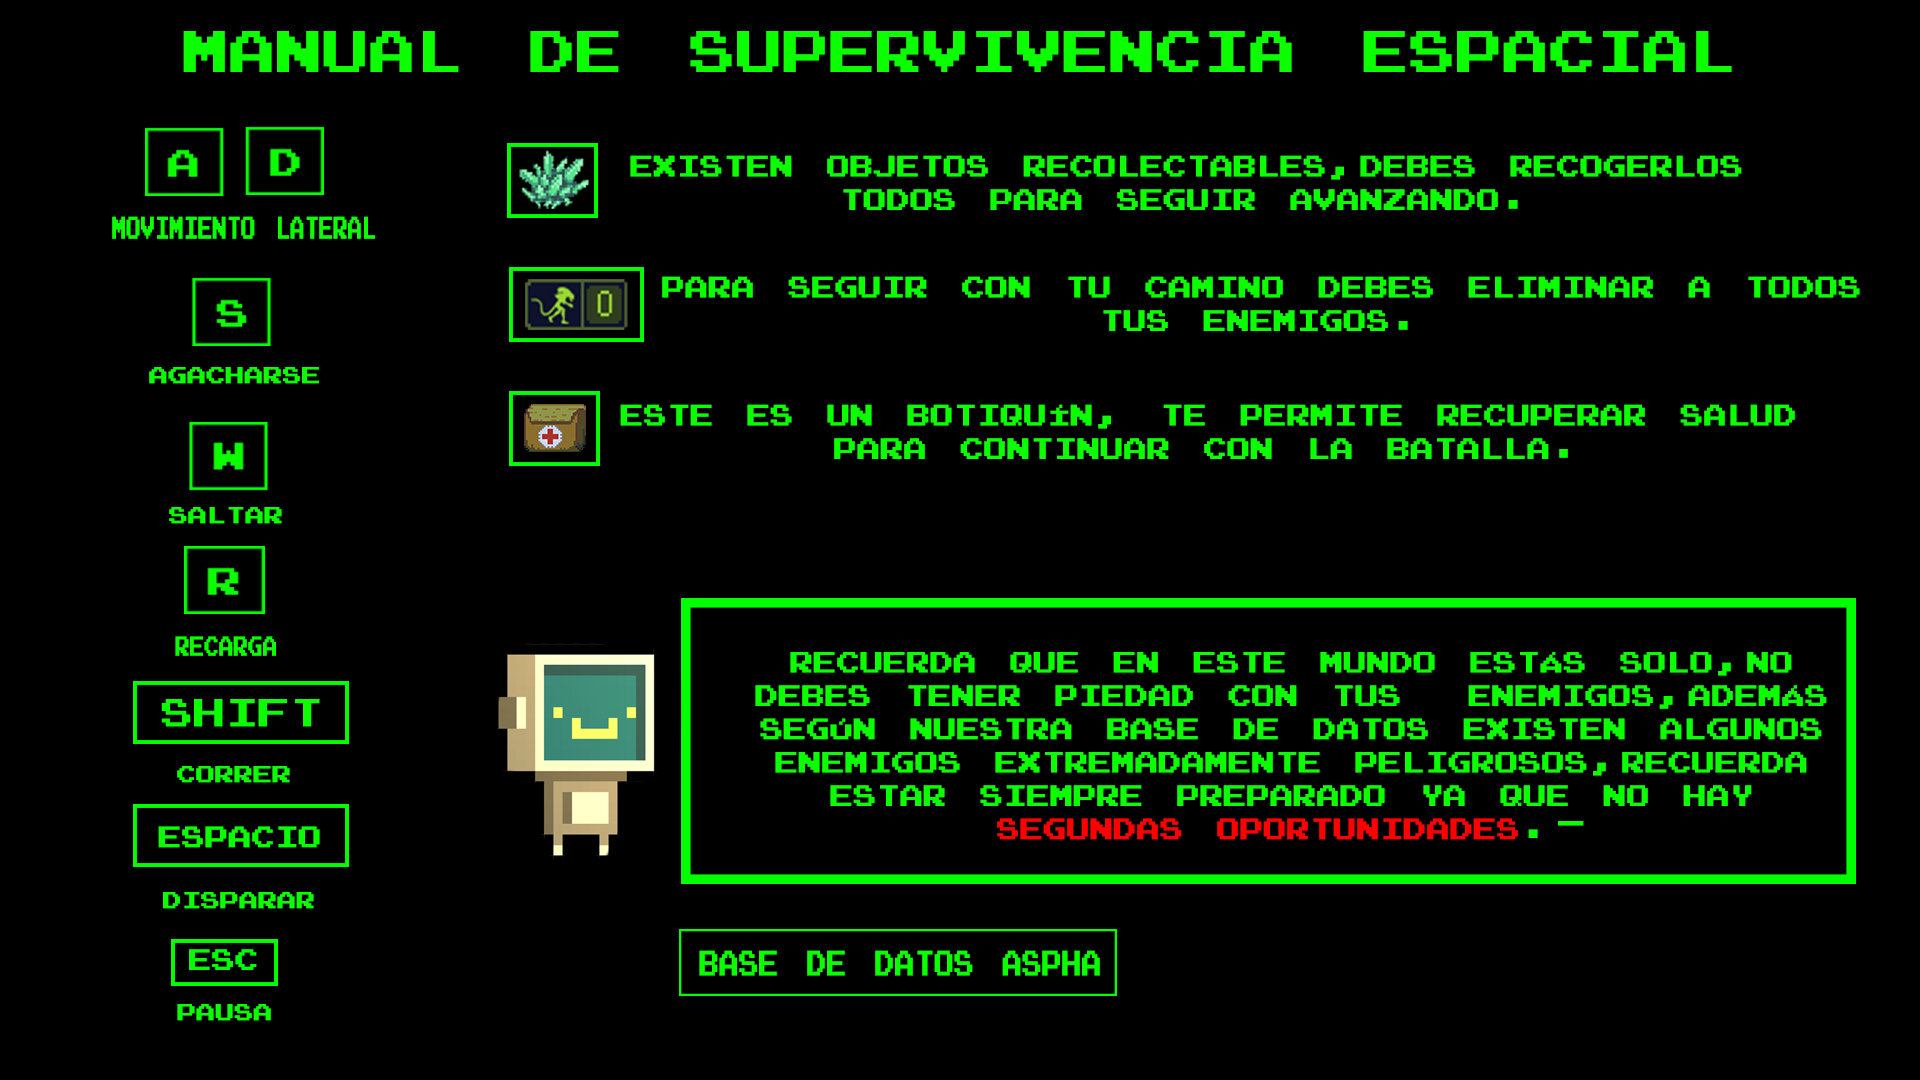 MANUAL DE SUPERVIVENCIA ESPACIAL
A D
MOVIMIENTO LATERAL
S
AGACHARSE
W
SALTAR
R
RECARGA
SHIFT
CORRER
ESPACIO
DISPARAR
ESC
PAUSA
EXISTEN OBJETOS RECOLECTABLES,DEBES RECOGERLOS
TODOS PARA SEGUIR AVANZANDO.
0
PARA SEGUIR CON TU CAMINO DEBES ELIMINAR A TODOS
TUS ENEMIGOS.
ESTE ES UN BOTIQUíN, TE PERMITE RECUPERAR SALUD
PARA CONTINUAR CON LA BATALLA.
RECUERDA QUE EN ESTE MUNDO ESTáS SOLO,NO
DEBES TENER PIEDAD CON TUS ENEMIGOS,ADEMáS
SEGúN NUESTRA BASE DE DATOS EXISTEN ALGUNOS
ENEMIGOS EXTREMADAMENTE PELIGROSOS,RECUERDA
ESTAR SIEMPRE PREPARADO YA QUE NO HAY
SEGUNDAS OPORTUNIDADES.
BASE DE DATOS ASPHA